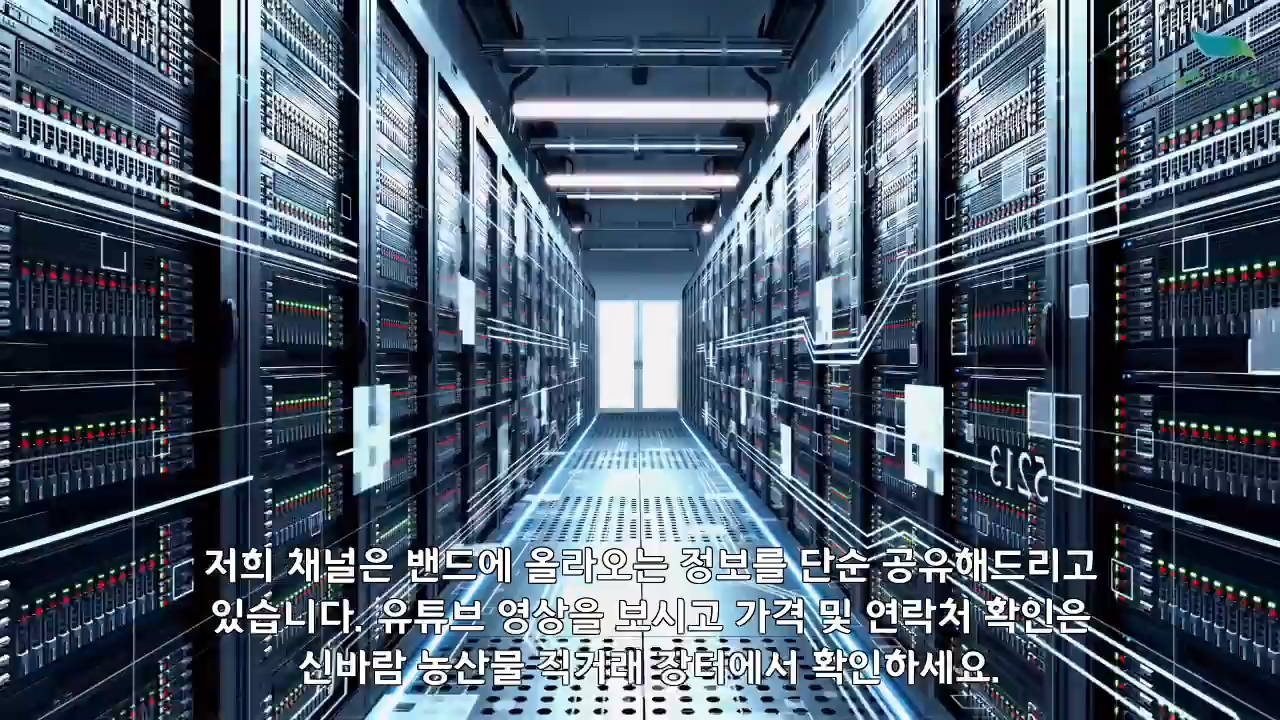 5213
저희 채널은 밴드에 올라오는 정보를 단순 공유해드리고
있습니다. 유튜브 영상을 보시고 가격 및 연락처 확인은
신바람 농산물 직거래 장터에서 확인하세요.